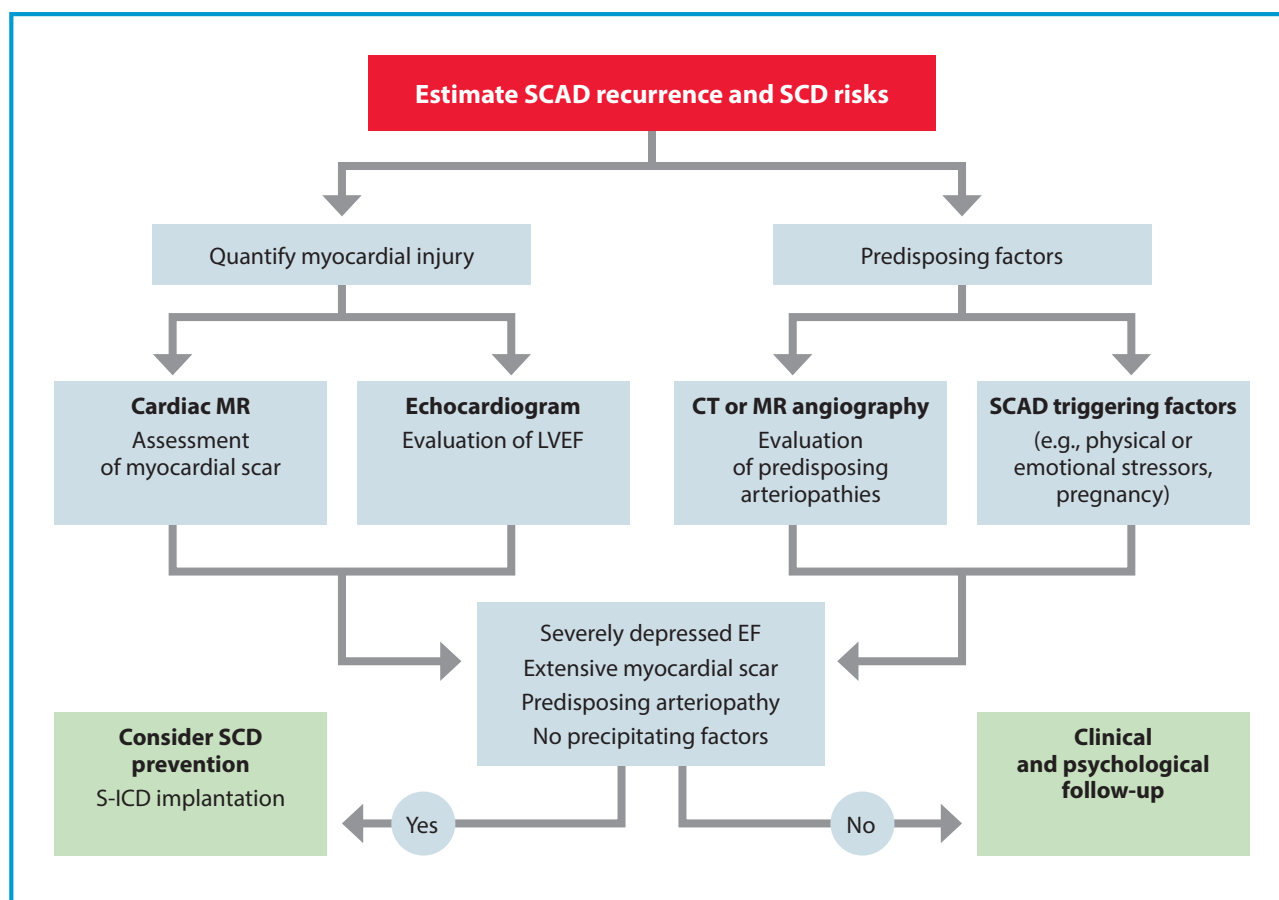 Estimate SCAD recurrence and SCD risks
Quantify myocardial injury
Predisposing factors
Cardiac MR
Assessment
of myocardial scar
Echocardiogram
Evaluation of LVEF
CT or MR angiography
Evaluation
of predisposing
arteriopathies
SCAD triggering factors
(e.g., physical or
emotional stressors,
pregnancy)
Severely depressed EF
Extensive myocardial scar
Predisposing arteriopathy
No precipitating factors
Consider SCD
prevention
S-ICD implantation
Yes
No
Clinical
and psychological
follow-up